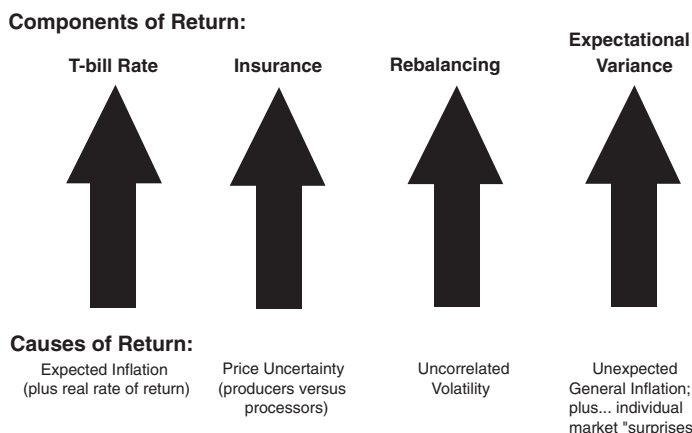 Components of Return:
T-bill Rate
Insurance
Rebalancing
Expectational
Variance
Causes of Return:
Expected Inflation
(plus real rate of return)
Price Uncertainty
(producers versus
processors)
Uncorrelated
Volatility
Unexpected
General Inflation;
plus... individual
market "surprises